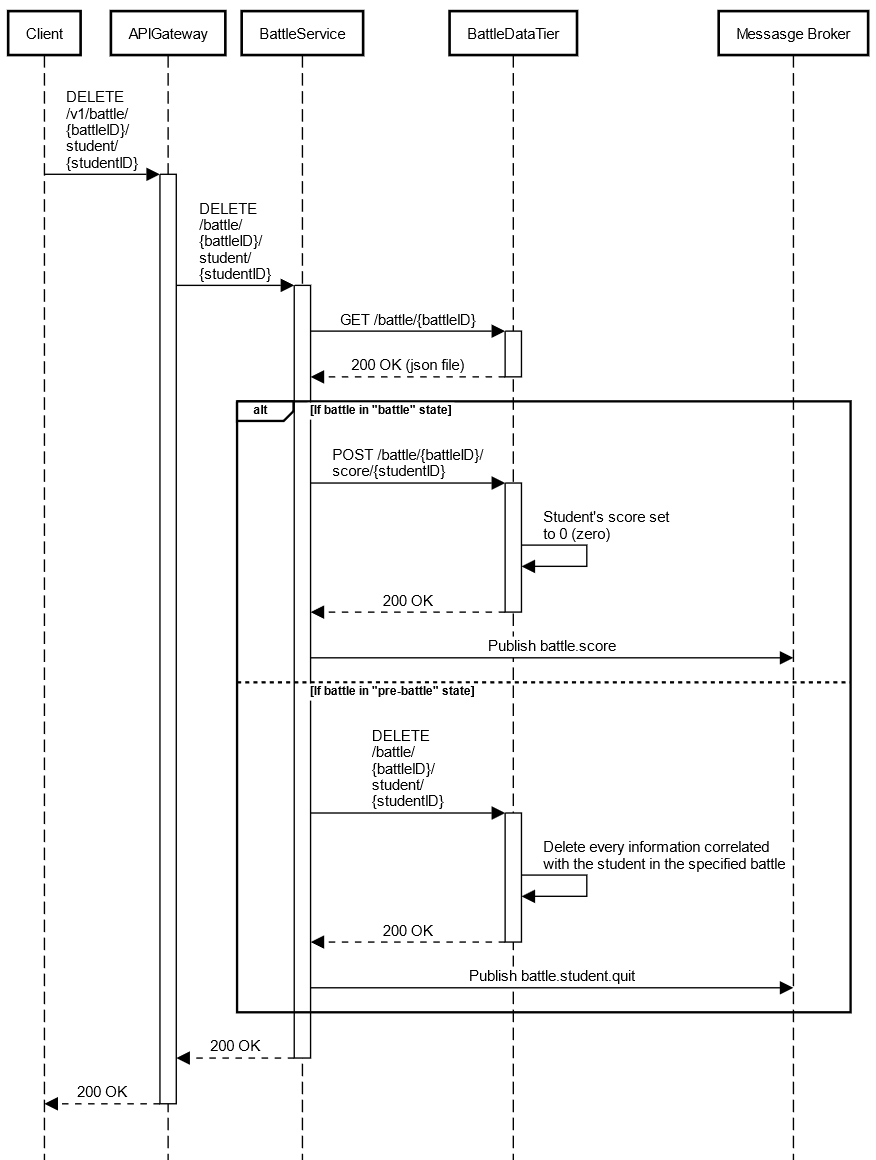 Client
APIGateway
BattleService
BattleDataTier
Messasge Broker
DELETE
/v1/battle/
{battleID}/
student/
{studentID}
DELETE
/battle/
{battleID}/
student/
{studentID}
GET /battle/{battleID}
200 OK (json file)
alt
[If battle in "battle" state]
POST /battle/{battleID}/
score/{studentID}
Student's score set
to 0 (zero)
200 OK
Publish battle.score
[If battle in "pre-battle" state]
DELETE
/battle/
{battleID}/
student/
{studentID}
Delete every information correlated
with the student in the specified battle
200 OK
Publish battle.student.quit
200 OK
200 OK